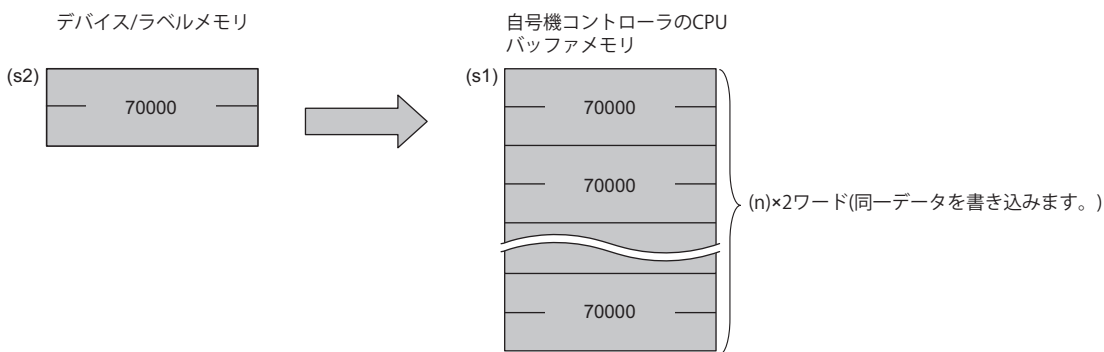 デバイス/ラベルメモリ
自号機コントローラのCPU
バッファメモリ
(s2)
70000
(s1)
70000
70000
70000
(n)×2ワード(同一データを書き込みます。)